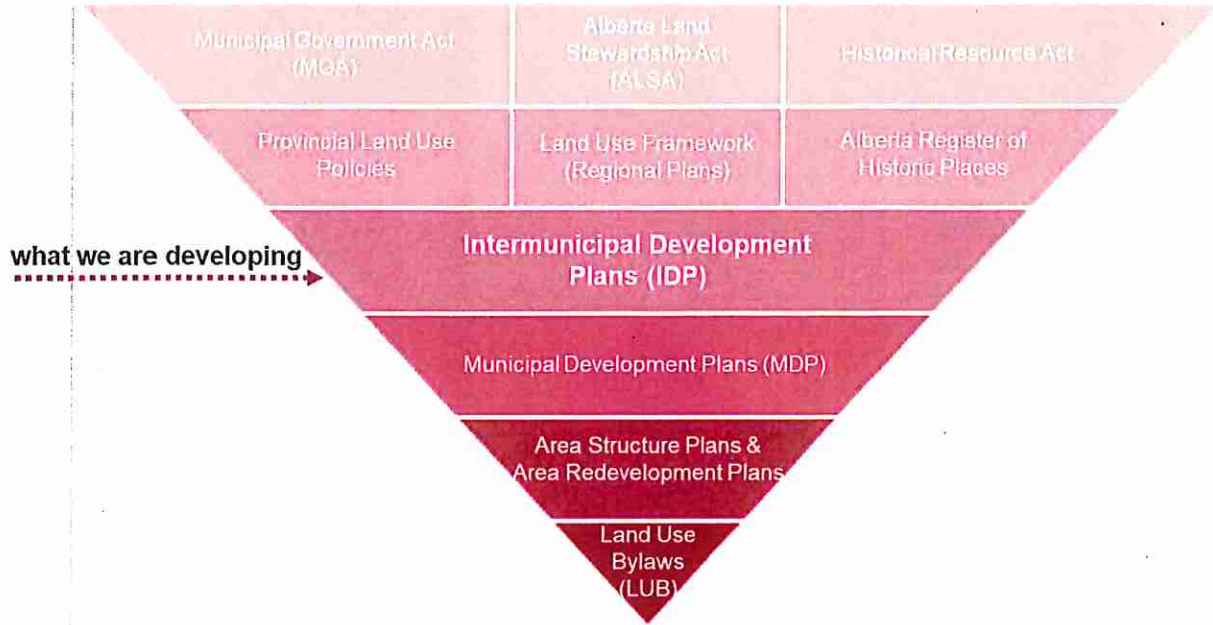 Municipal Government Act
(MGA)
Alberta Land
Stewardship Act
(ALSA)
Historical Resource Act
Provincial Land Use
Policies
Land Use Framework
(Regional Plans)
Alberta Register of
Historic Places
what we are developing
Intermunicipal Development
Plans (IDP)
Municipal Development Plans (MDP)
Area Structure Plans &
Area Redevelopment Plans
Land Use
Bylaws
(LUB)